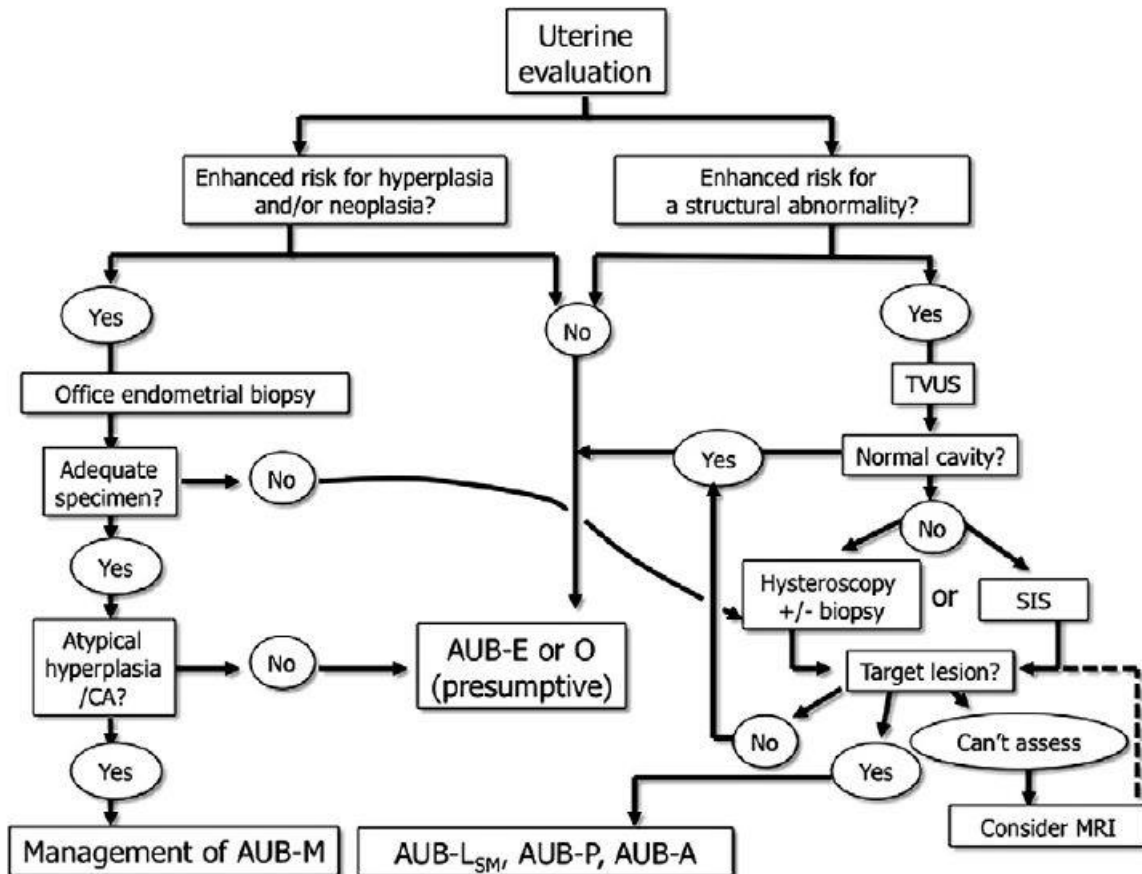 Uterine
evaluation
Enhanced risk for hyperplasia
and/or neoplasia?
Enhanced risk for
a structural abnormality?
Yes
No
Yes
Office endometrial biopsy
TVUS
Adequate
specimen?
No
Yes
Normal cavity?
No
Yes
Hysteroscopy
+/- biopsy
or
SIS
Atypical
hyperplasia
/CA?
No
AUB-E or O
(presumptive)
Target lesion?
No
Yes
Can't assess
Yes
Consider MRI
Management of AUB-M
AUB-LSM, AUB-P, AUB-A